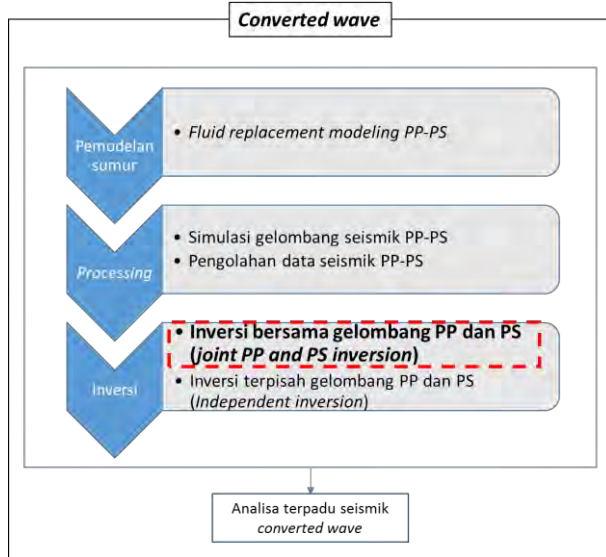 Converted wave
Pemodelan
sumur
• Fluid replacement modeling PP-PS
Processing
• Simulasi gelombang seismik PP-PS
• Pengolahan data seismik PP-PS
Inversi
• Inversi bersama gelombang PP dan PS
(joint PP and PS inversion)
• Inversi terpisah gelombang PP dan PS
(Independent inversion)
Analisa terpadu seismik
converted wave